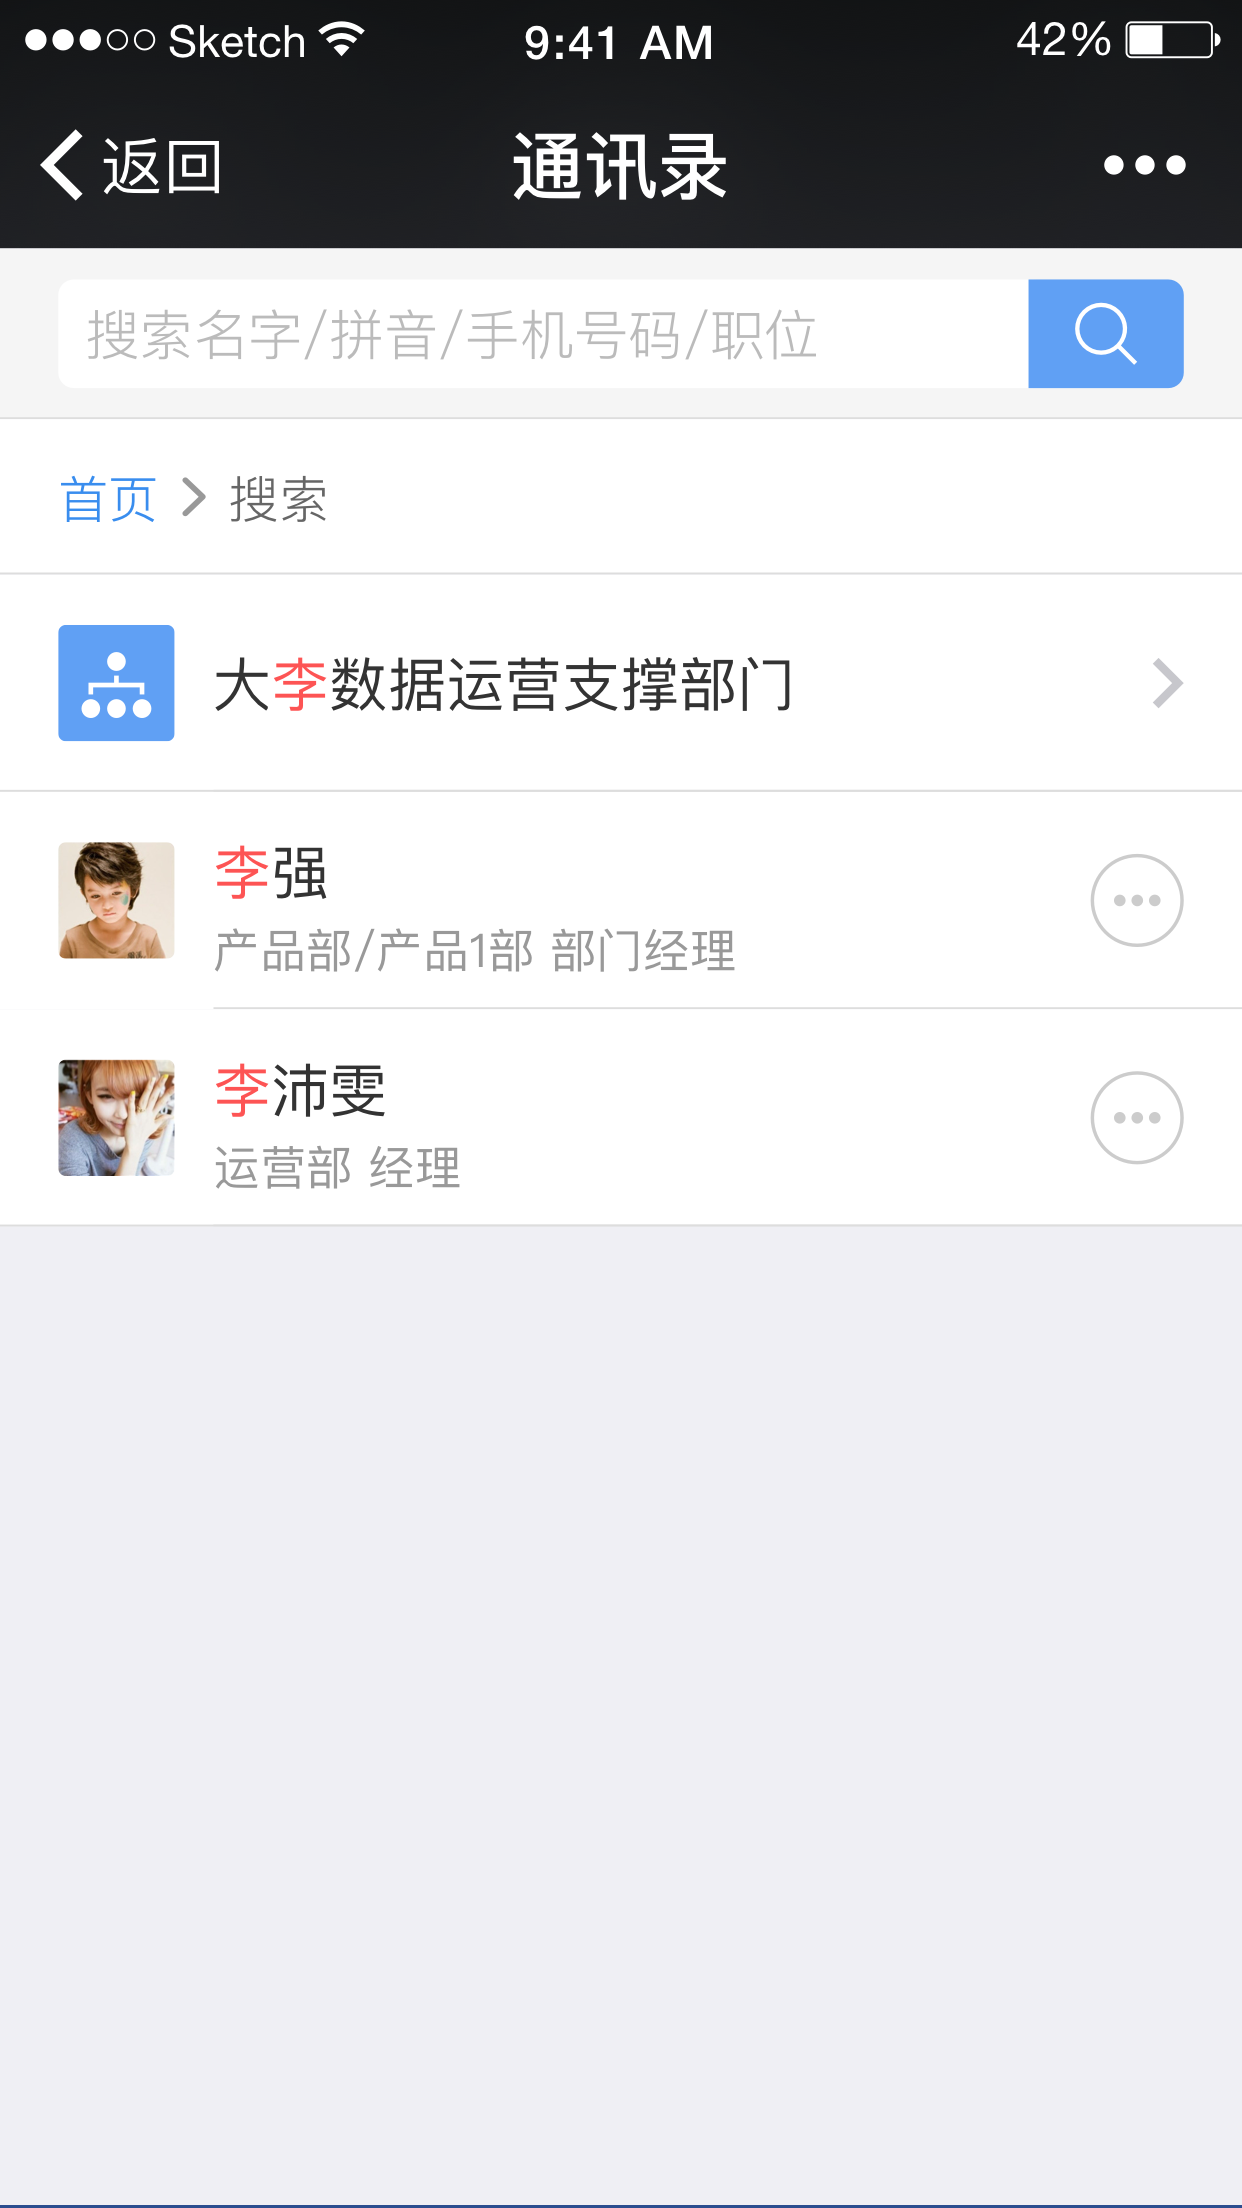 Sketch 9:41 AM 42%
返回 通讯录
搜索名字/拼音/手机号码/职位
首页 > 搜索
大李数据运营支撑部门
李强
产品部/产品1部 部门经理
李沛雯
运营部 经理